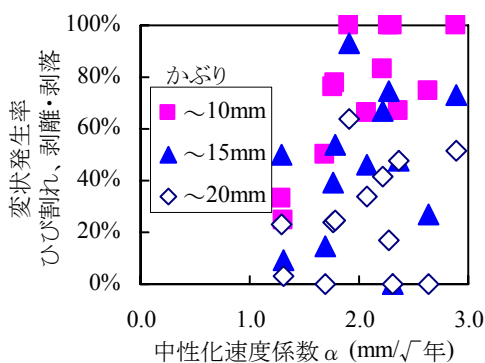 変状発生率
ひび割れ、剥離・剥落
100%
80%
60%
40%
20%
0%
かぶり
～10mm
～15mm
～20mm
0.0
1.0
2.0
3.0
中性化速度係数α (mm/√年)